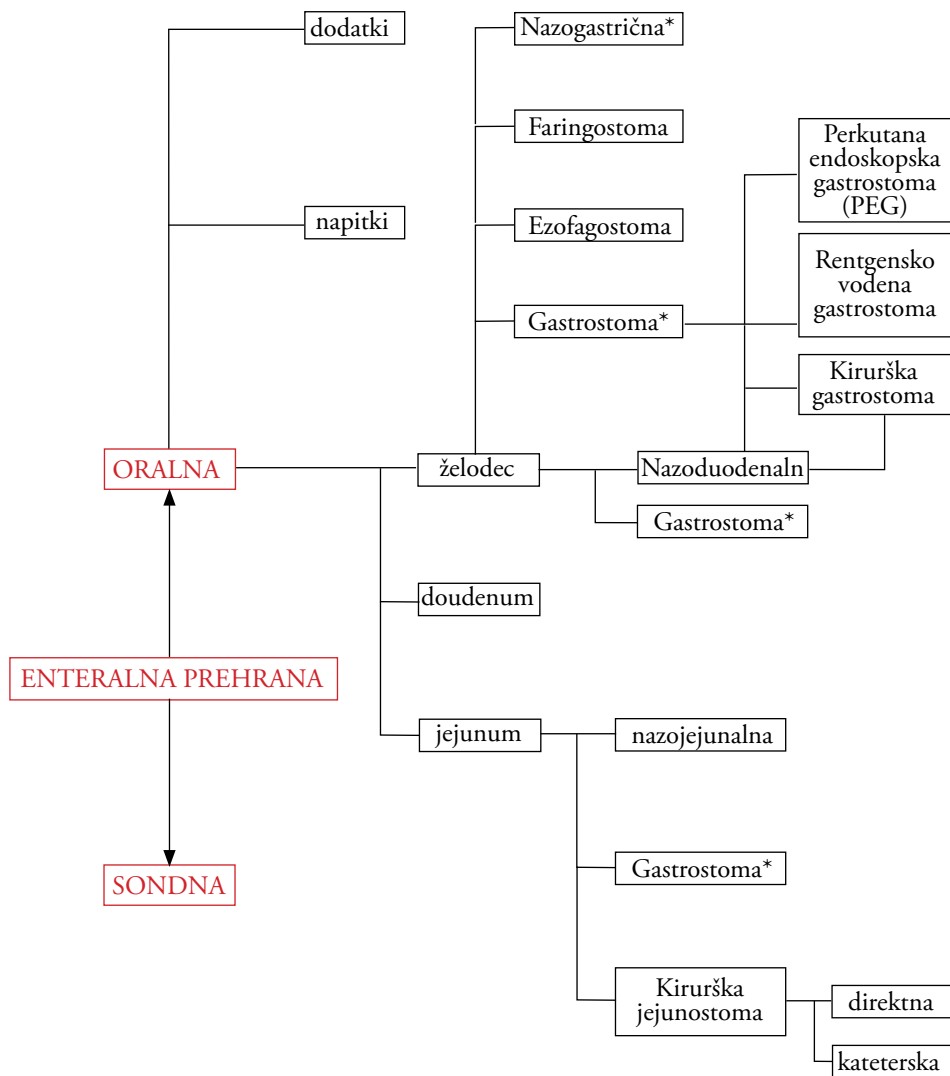 dodatki
napitki
Nazogastrična*
Faringostoma
Ezofagostoma
Gastrostoma*
Perkutana
endoskopska
gastrostoma
(PEG)
Rentgensko
vodena
gastrostoma
Kirurška
gastrostoma
ORALNA
želodec
Nazoduodenaln
Gastrostoma*
doudenum
ENTERALNA PREHRANA
jejunum
nazojejunalna
Gastrostoma*
SONDNA
Kirurška
jejunostoma
direktna
kateterska